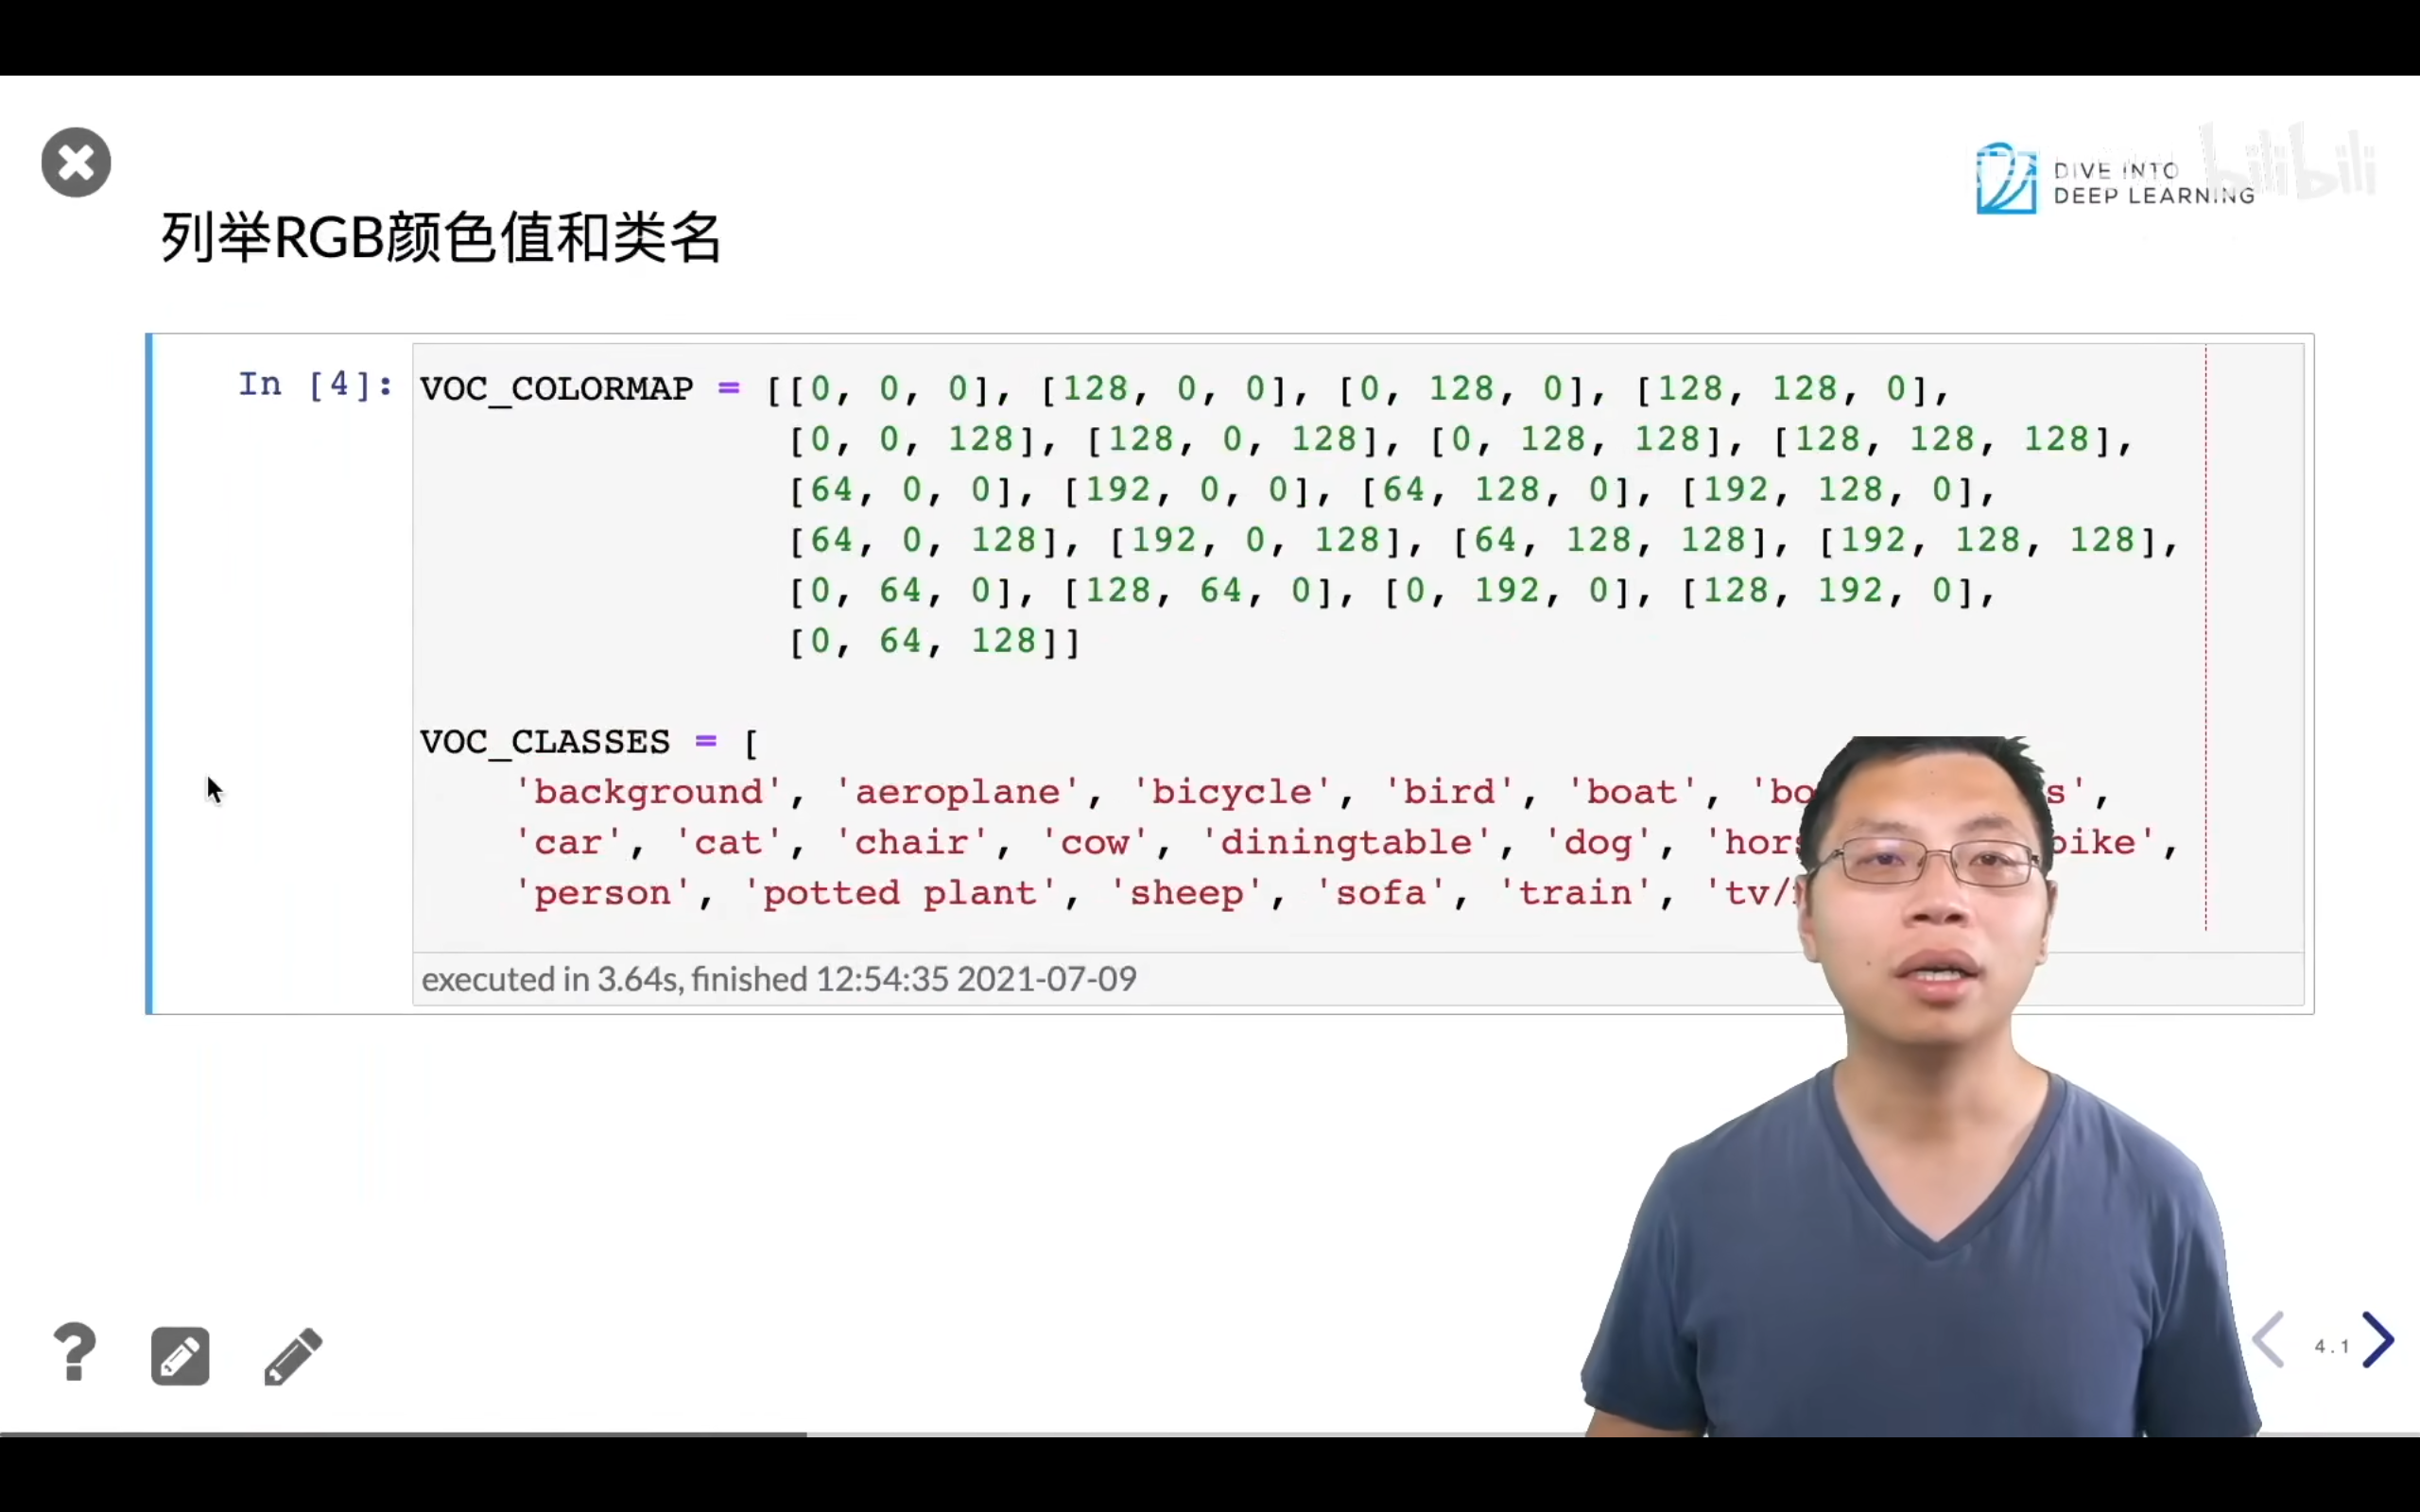 DIVE INTO
DEEP LEARNING
bilibili
列举RGB颜色值和类名
In [4]:
VOC_COLORMAP = [[0, 0, 0], [128, 0, 0], [0, 128, 0], [128, 128, 0],
[0, 0, 128], [128, 0, 128], [0, 128, 128], [128, 128, 128],
[64, 0, 0], [192, 0, 0], [64, 128, 0], [192, 128, 0],
[64, 0, 128], [192, 0, 128], [64, 128, 128], [192, 128, 128],
[0, 64, 0], [128, 64, 0], [0, 192, 0], [128, 192, 0],
[0, 64, 128]]
VOC_CLASSES = [
'background', 'aeroplane', 'bicycle', 'bird', 'boat', s',
'car', 'cat', 'chair', 'cow', 'diningtable', 'dog', bike',
'person', 'potted plant', 'sheep', 'sofa', 'train', 'tv/
executed in 3.64s, finished 12:54:35 2021-07-09
4.1